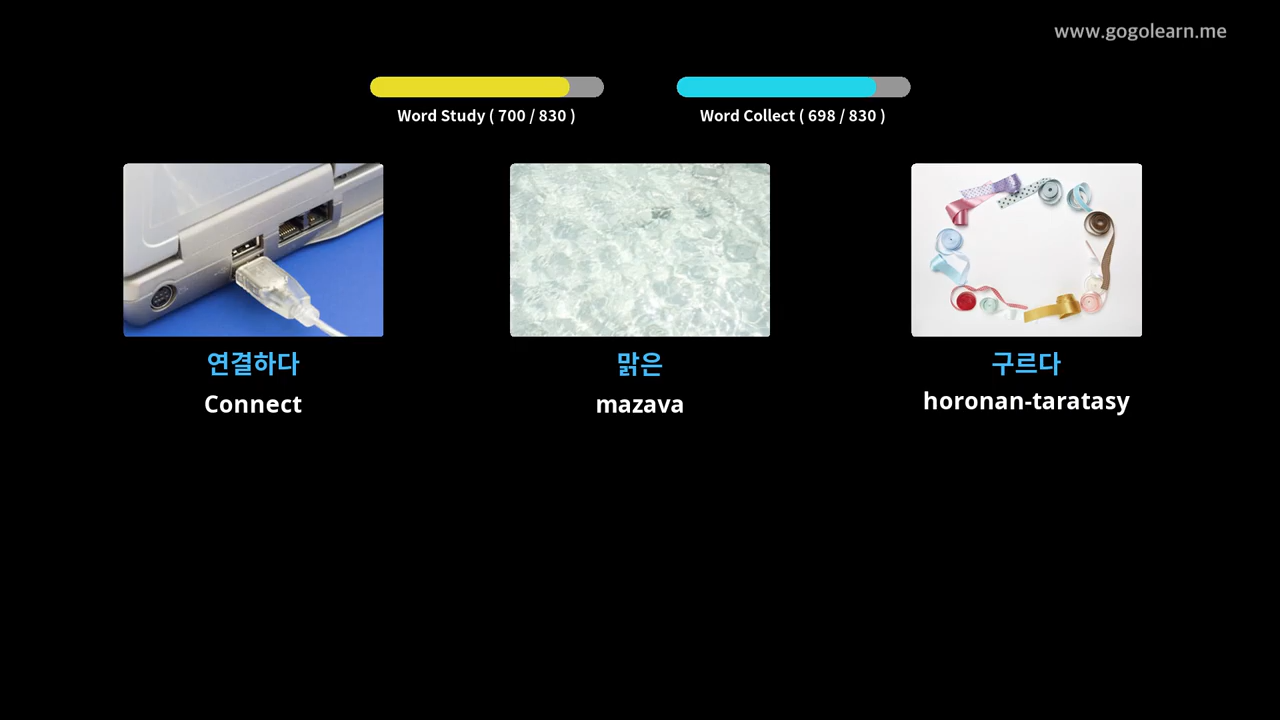 www.gogolearn.me
Word Study ( 700 / 830 )
Word Collect ( 698 / 830 )
연결하다
Connect
맑은
mazava
구르다
horonan-taratasy